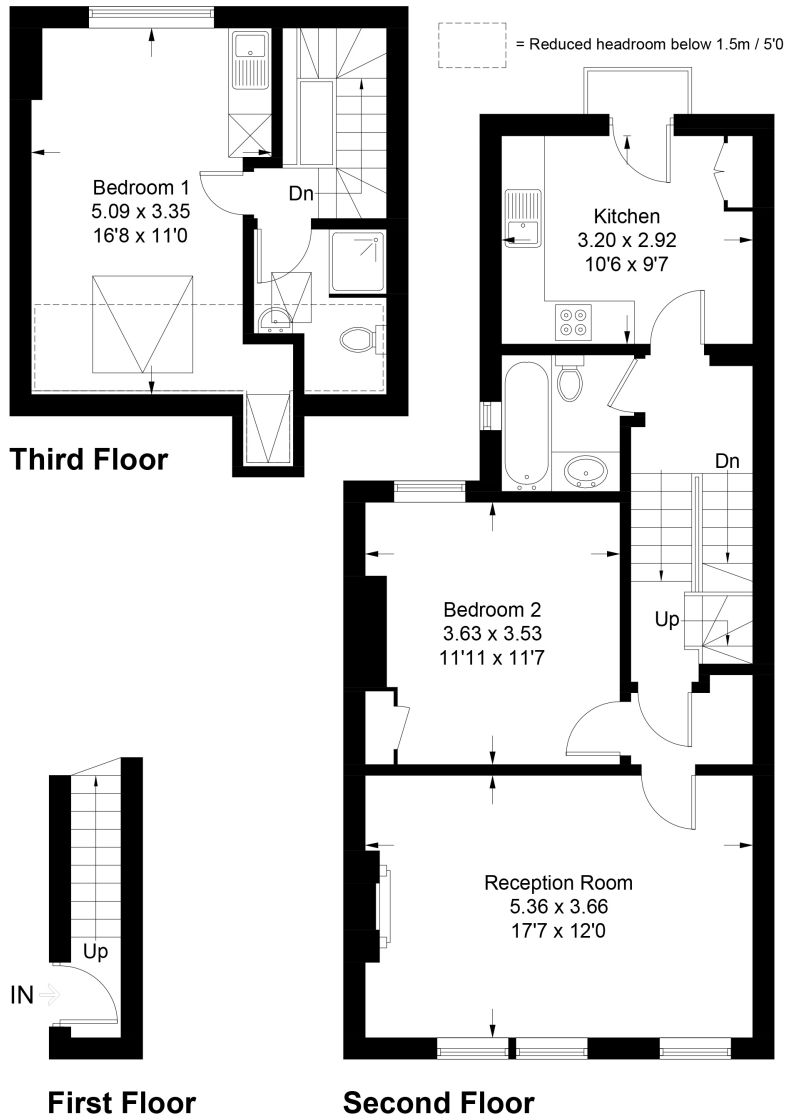 = Reduced headroom below 1.5m / 5'0
Bedroom 1
5.09 x 3.35
16'8 x 11'0
Dn
Third Floor
Kitchen
3.20 x 2.92
10'6 x 9'7
Dn
Bedroom 2
3.63 x 3.53
11'11 x 11'7
Up
Reception Room
5.36 x 3.66
17'7 x 12'0
Up
IN
First Floor
Second Floor